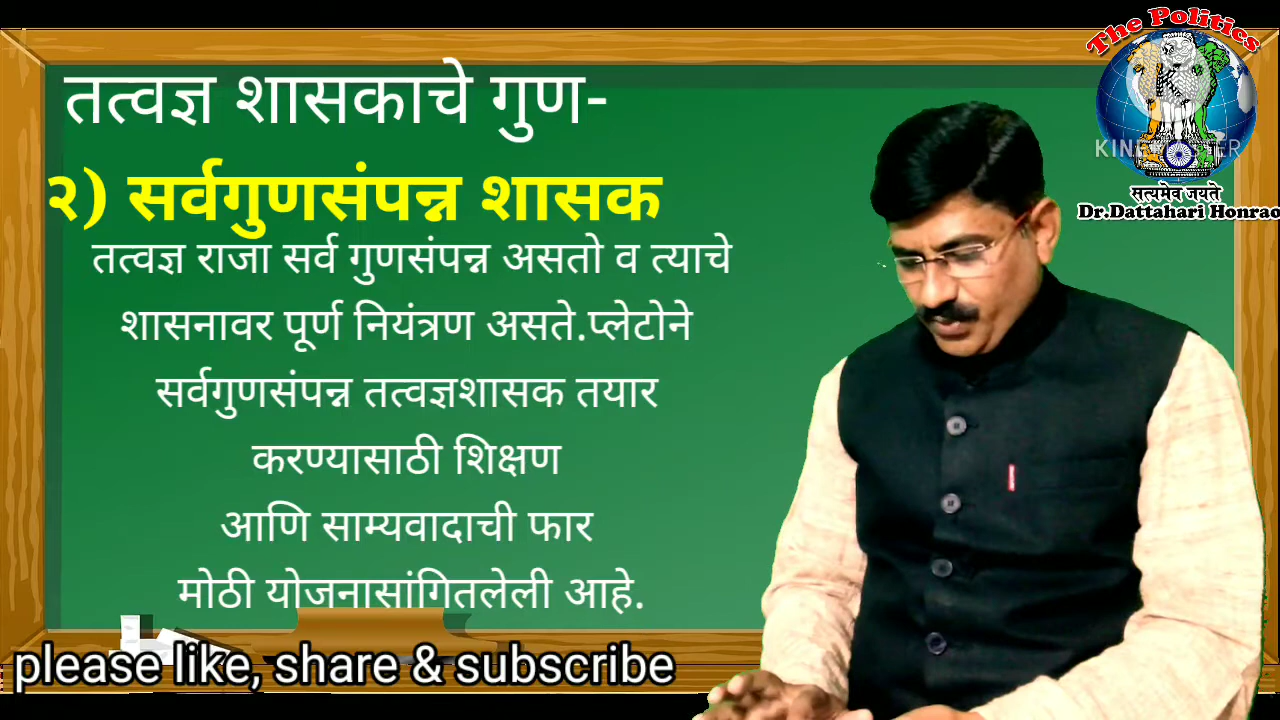 The Politics
KINEMASTER
सत्यमेव जयते
Dr.Dattahari Honrao
तत्वज्ञ शासकाचे गुण-
२) सर्वगुणसंपन्न शासक
तत्वज्ञ राजा सर्व गुणसंपन्न असतो व त्याचे
शासनावर पूर्ण नियंत्रण असते.प्लेटोने
सर्वगुणसंपन्न तत्वज्ञशासक तयार
करण्यासाठी शिक्षण
आणि साम्यवादाची फार
मोठी योजनासांगितलेली आहे.
please like, share & subscribe